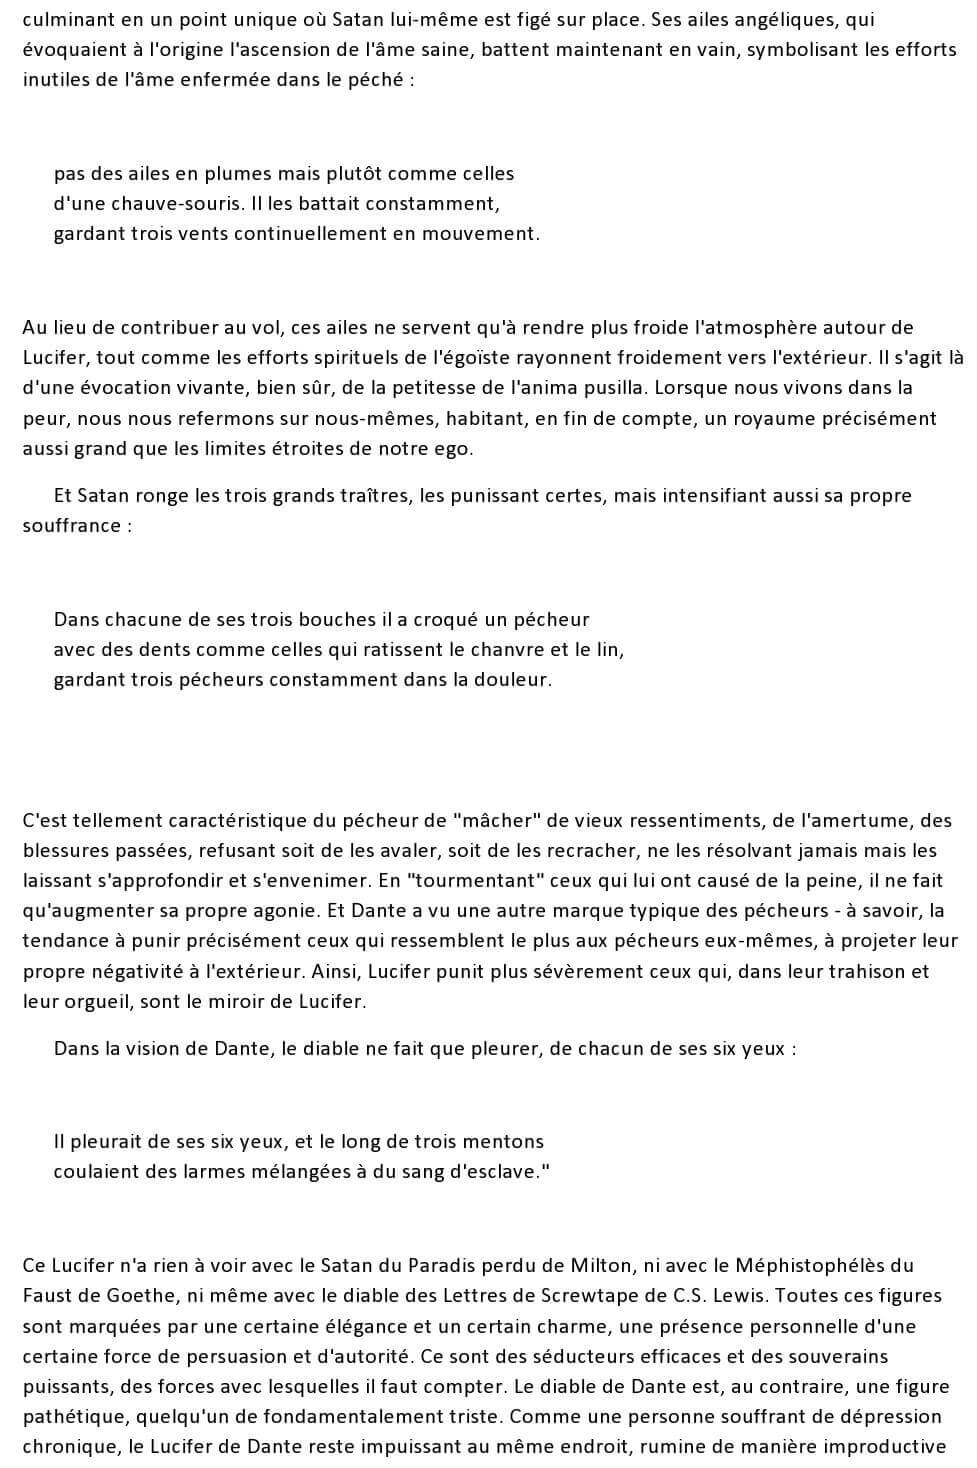 culminant en un point unique où Satan lui-même est figé sur place. Ses ailes angéliques, qui
évoquaient à l'origine l'ascension de l'âme saine, battent maintenant en vain, symbolisant les efforts
inutiles de l'âme enfermée dans le péché :
pas des ailes en plumes mais plutôt comme celles
d'une chauve-souris. Il les battait constamment,
gardant trois vents continuellement en mouvement.
Au lieu de contribuer au vol, ces ailes ne servent qu'à rendre plus froide l'atmosphère autour de
Lucifer, tout comme les efforts spirituels de l'égoïste rayonnent froidement vers l'extérieur. Il s'agit là
d'une évocation vivante, bien sûr, de la petitesse de l'anima pusilla. Lorsque nous vivons dans la
peur, nous nous refermons sur nous-mêmes, habitant, en fin de compte, un royaume précisément
aussi grand que les limites étroites de notre ego.
Et Satan ronge les trois grands traîtres, les punissant certes, mais intensifiant aussi sa propre
souffrance :
Dans chacune de ses trois bouches il a croqué un pécheur
avec des dents comme celles qui ratissent le chanvre et le lin,
gardant trois pécheurs constamment dans la douleur.
C'est tellement caractéristique du pécheur de "mâcher" de vieux ressentiments, de l'amertume, des
blessures passées, refusant soit de les avaler, soit de les recracher, ne les résolvant jamais mais les
laissant s'approfondir et s'envenimer. En "tourmentant" ceux qui lui ont causé de la peine, il ne fait
qu'augmenter sa propre agonie. Et Dante a vu une autre marque typique des pécheurs - à savoir, la
tendance à punir précisément ceux qui ressemblent le plus aux pécheurs eux-mêmes, à projeter leur
propre négativité à l'extérieur. Ainsi, Lucifer punit plus sévèrement ceux qui, dans leur trahison et
leur orgueil, sont le miroir de Lucifer.
Dans la vision de Dante, le diable ne fait que pleurer, de chacun de ses six yeux :
Il pleurait de ses six yeux, et le long de trois mentons
coulaient des larmes mélangées à du sang d'esclave."
Ce Lucifer n'a rien à voir avec le Satan du Paradis perdu de Milton, ni avec le Méphistophélès du
Faust de Goethe, ni même avec le diable des Lettres de Screwtape de C.S. Lewis. Toutes ces figures
sont marquées par une certaine élégance et un certain charme, une présence personnelle d'une
certaine force de persuasion et d'autorité. Ce sont des séducteurs efficaces et des souverains
puissants, des forces avec lesquelles il faut compter. Le diable de Dante est, au contraire, une figure
pathétique, quelqu'un de fondamentalement triste. Comme une personne souffrant de dépression
chronique, le Lucifer de Dante reste impuissant au même endroit, rumine de manière improductive